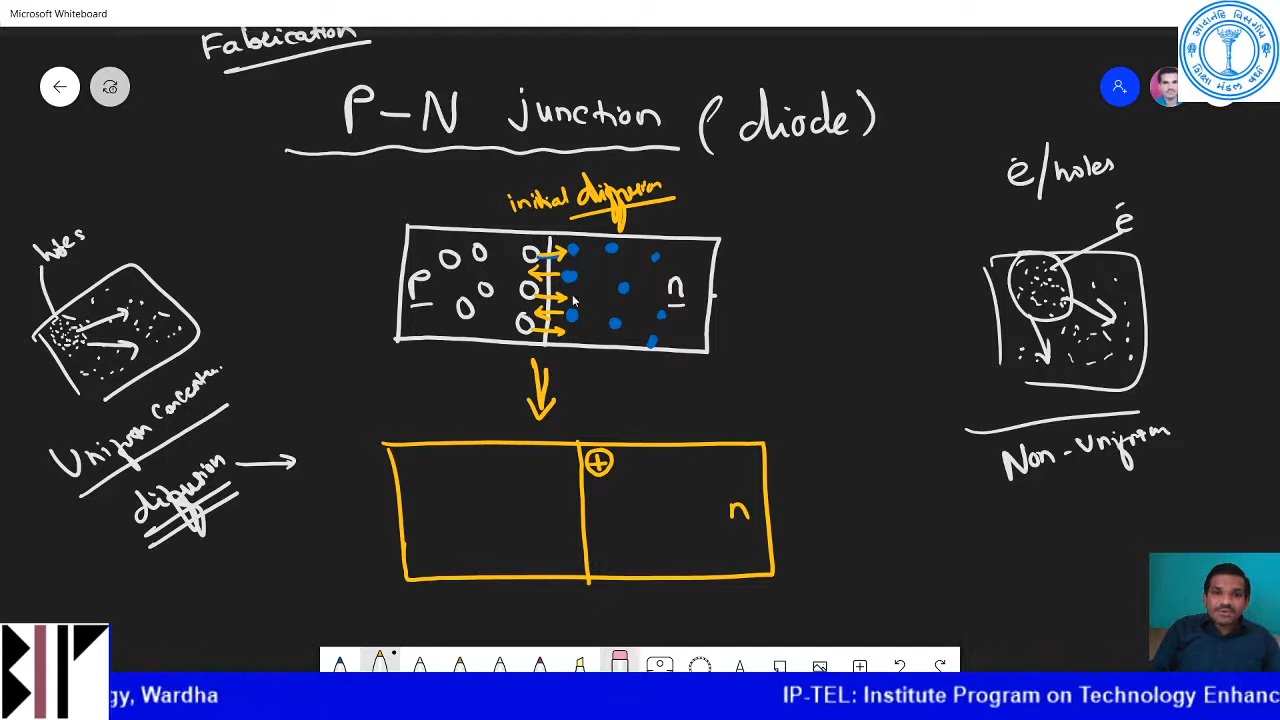 Microsoft Whiteboard
Fabrication
P-N junction (diode)
initial diffusion
p
n
holes
Uniform Concentra.
diffusion
n
ē/holes
ē
Non-Uniform
gy, Wardha
IP-TEL: Institute Program on Technology Enhanc